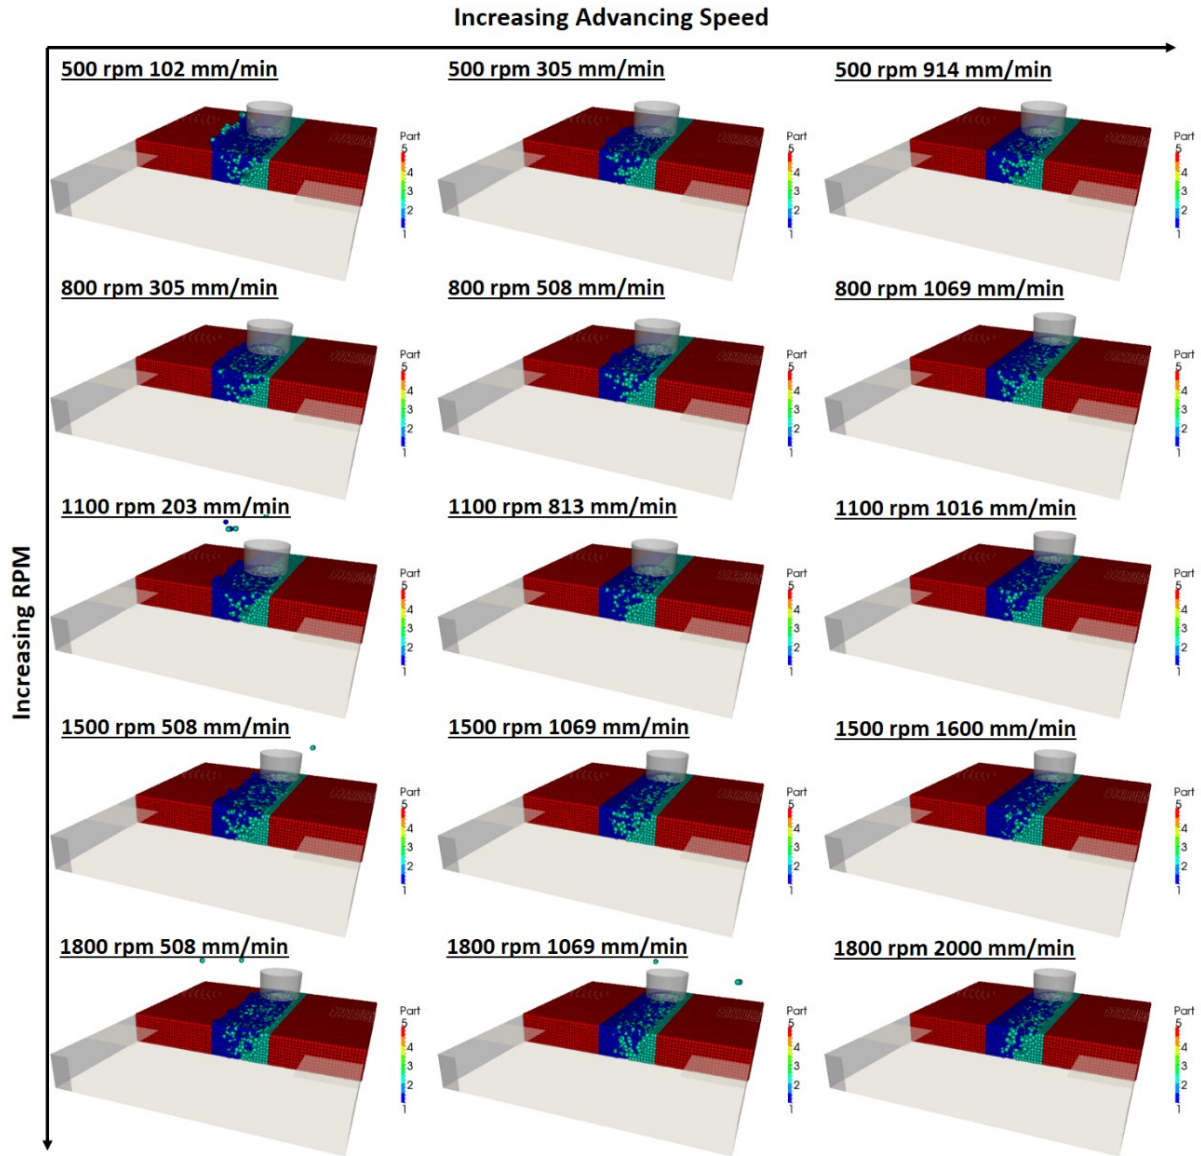 Increasing Advancing Speed
500 rpm 102 mm/min
500 rpm 305 mm/min
500 rpm 914 mm/min
Part
5
4
3
2
1
Part
5
4
3
2
1
Part
5
4
3
2
1
800 rpm 305 mm/min
800 rpm 508 mm/min
800 rpm 1069 mm/min
Part
5
4
3
2
1
Part
5
4
3
2
1
Part
5
4
3
2
1
Increasing RPM
1100 rpm 203 mm/min
1100 rpm 813 mm/min
1100 rpm 1016 mm/min
Part
5
4
3
2
1
Part
5
4
3
2
1
Part
5
4
3
2
1
1500 rpm 508 mm/min
1500 rpm 1069 mm/min
1500 rpm 1600 mm/min
Part
5
4
3
2
1
Part
5
4
3
2
1
Part
5
4
3
2
1
1800 rpm 508 mm/min
1800 rpm 1069 mm/min
1800 rpm 2000 mm/min
Part
5
4
3
2
1
Part
5
4
3
2
1
Part
5
4
3
2
1